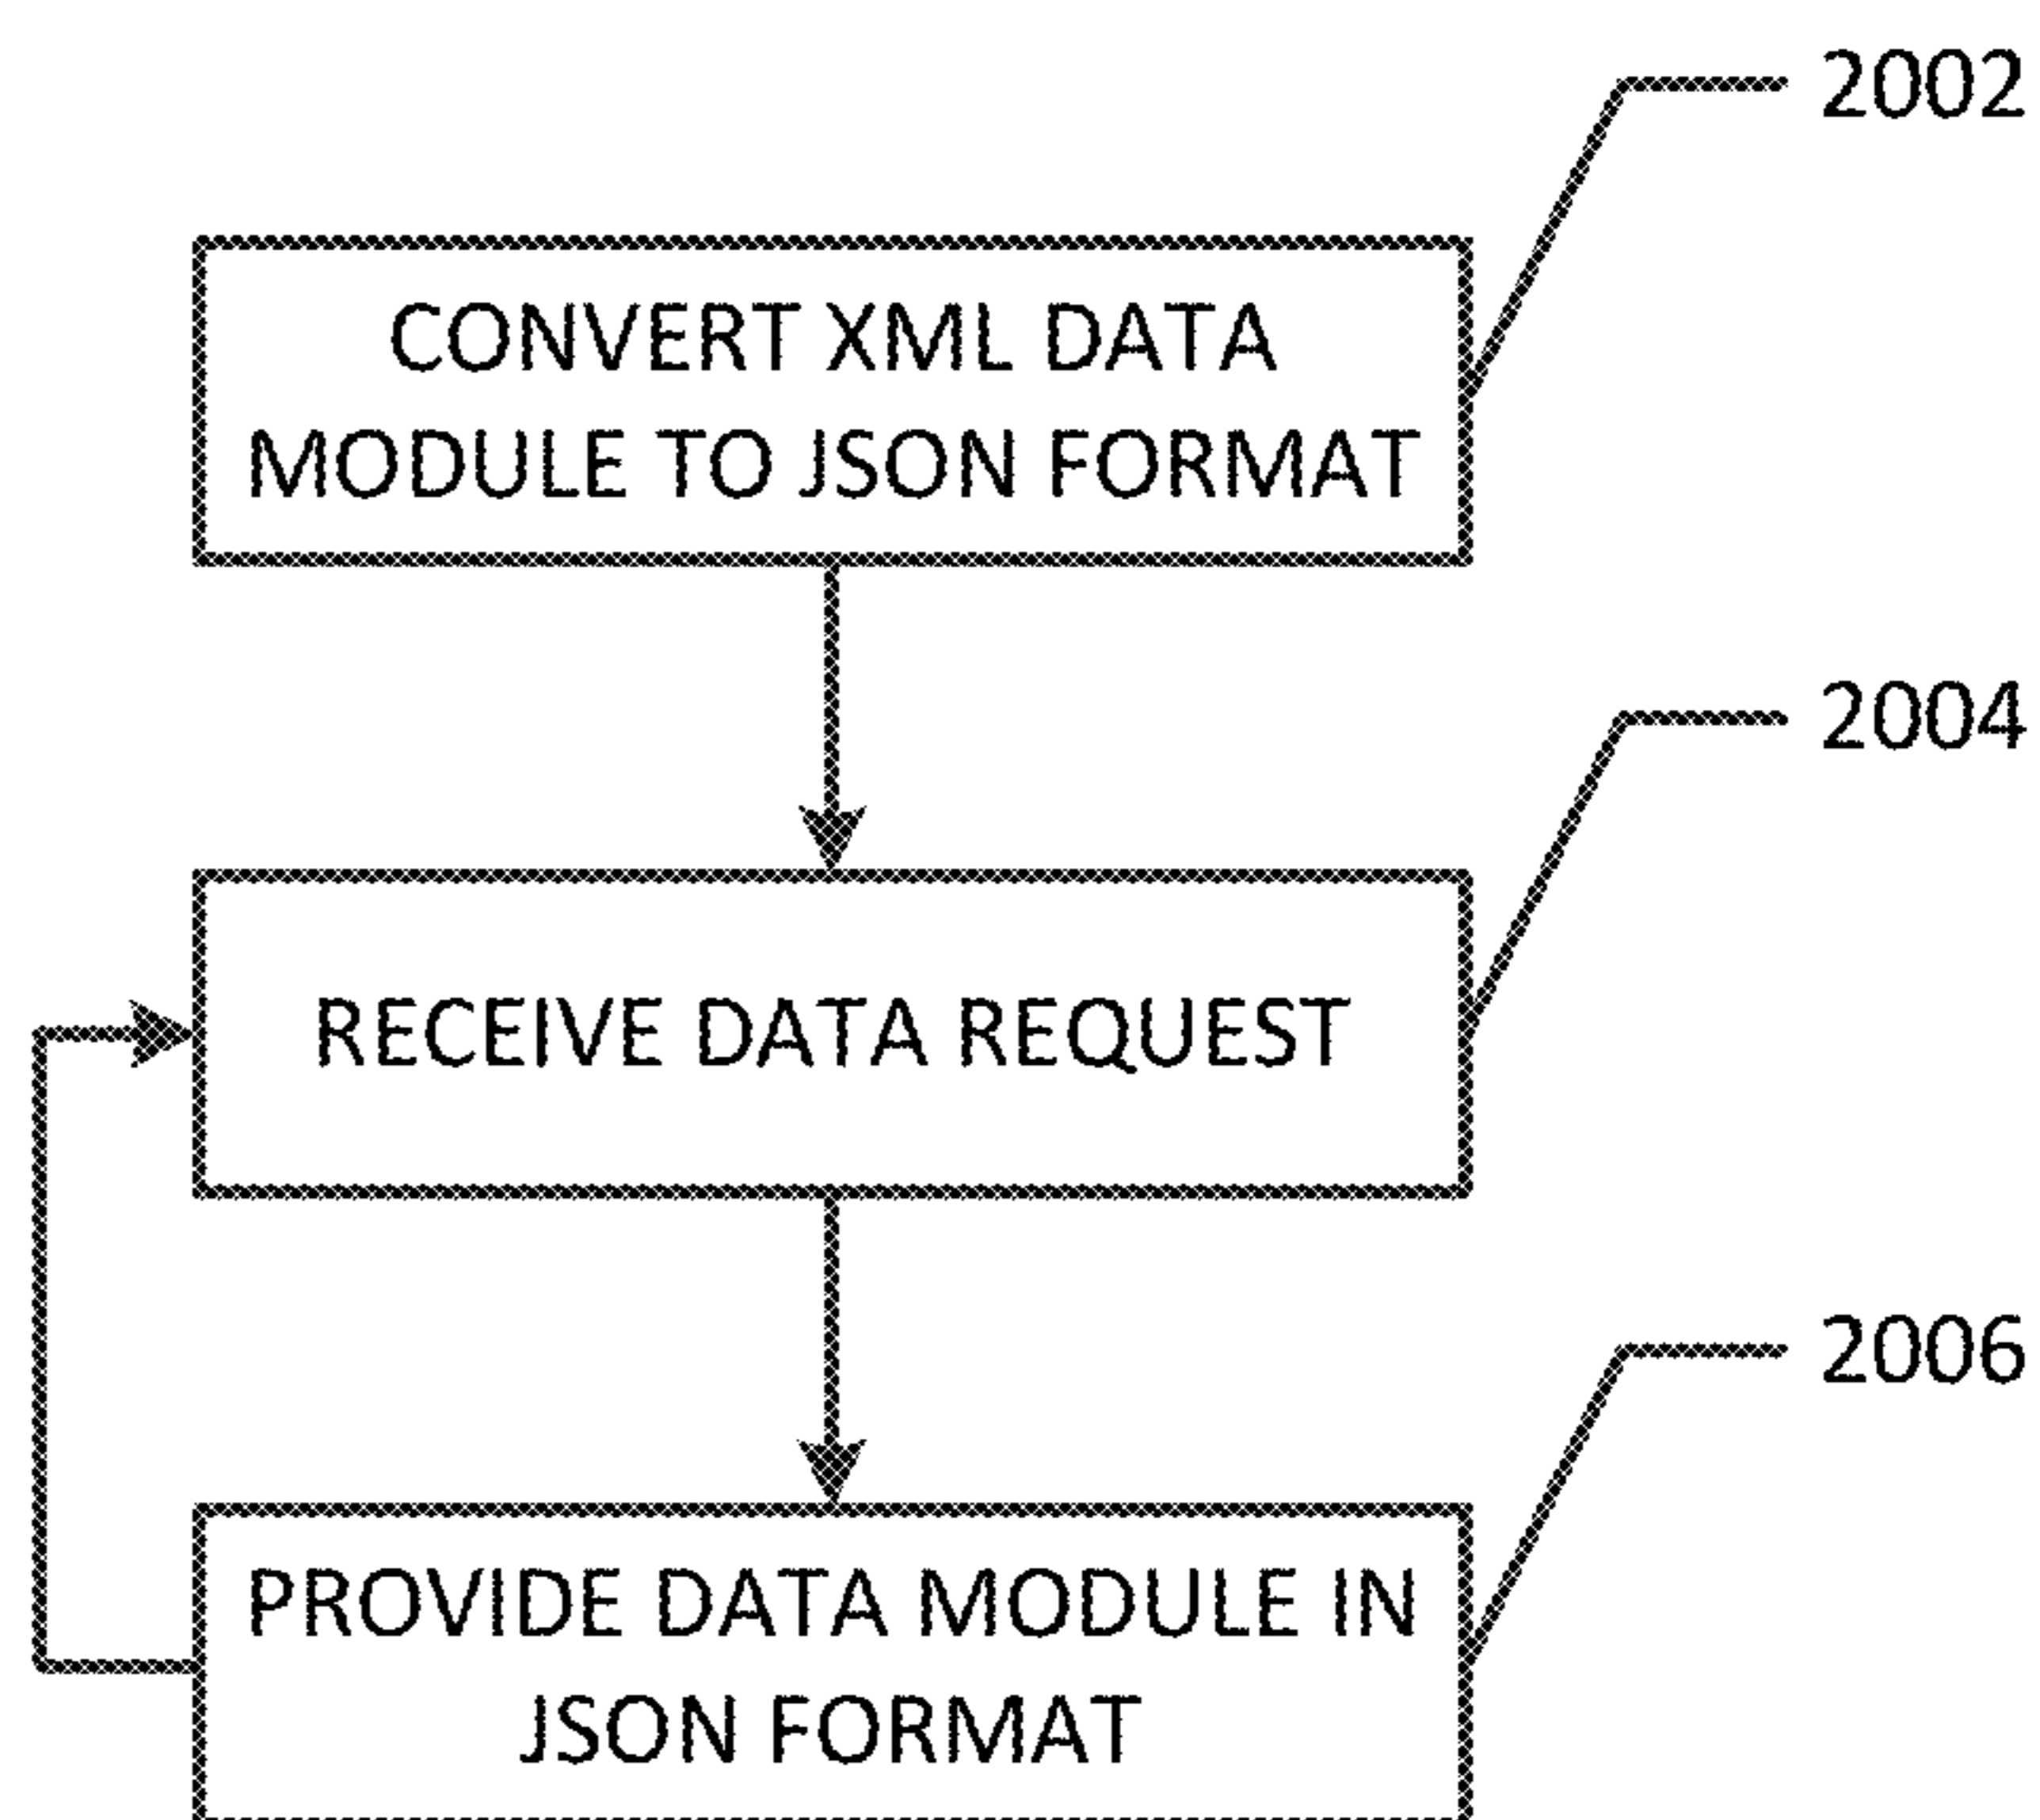 2002
CONVERT XML DATA
MODULE TO JSON FORMAT
2004
RECEIVE DATA REQUEST
2006
PROVIDE DATA MODULE IN
JSON FORMAT